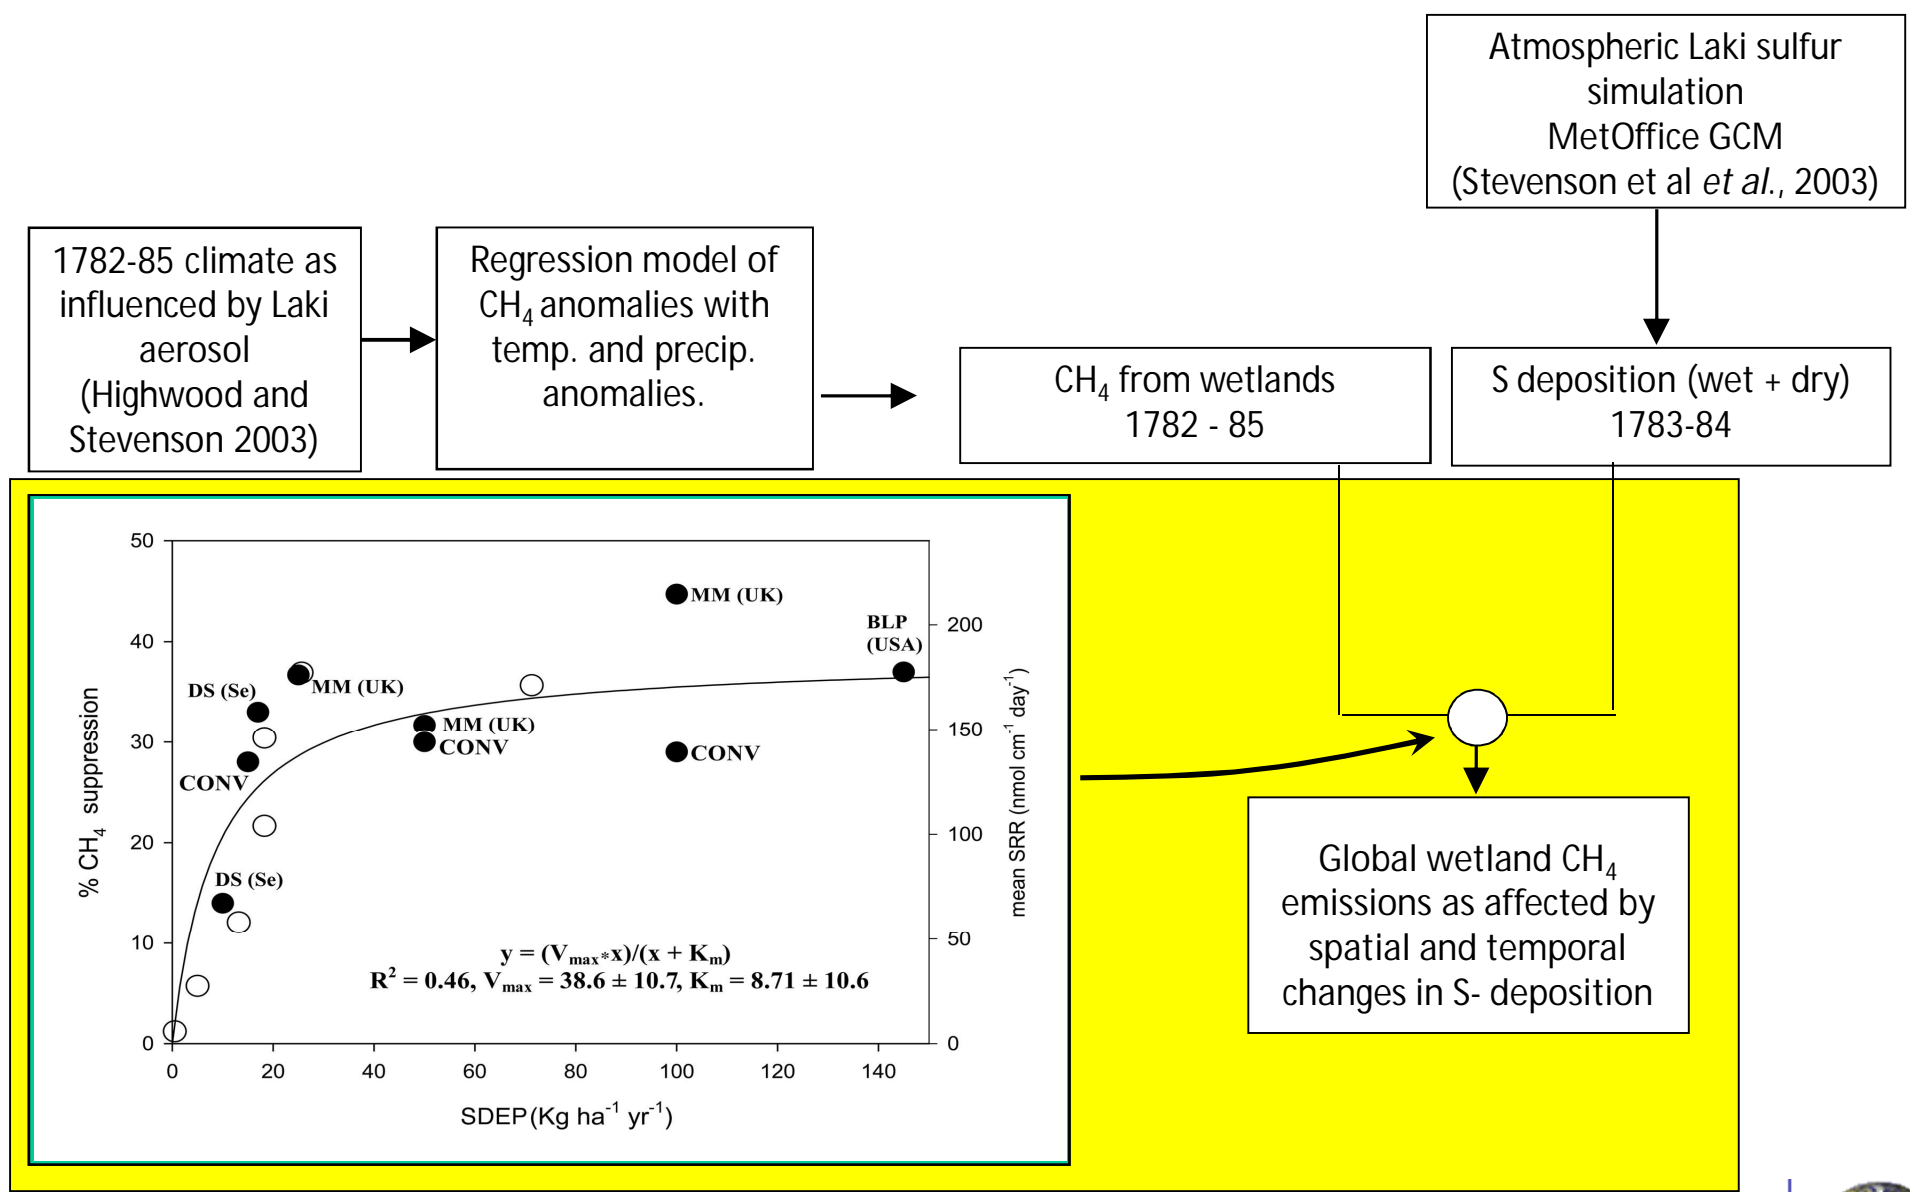 Atmospheric Laki sulfur
simulation
MetOffice GCM
(Stevenson et al et al., 2003)
1782-85 climate as
influenced by Laki
aerosol
(Highwood and
Stevenson 2003)
Regression model of
CH4 anomalies with
temp. and precip.
anomalies.
CH4 from wetlands
1782 - 85
S deposition (wet + dry)
1783-84
50
40
30
20
10
0
% CH4 suppression
0
20
40
60
80
100
120
140
SDEP(Kg ha-1 yr-1)
200
150
100
50
0
mean SRR (nmol cm-1 day-1)
MM (UK)
BLP
(USA)
DS (Se)
MM (UK)
MM (UK)
CONV
CONV
CONV
DS (Se)
y = (Vmax*x)/(x + Km)
R2 = 0.46, Vmax = 38.6 ± 10.7, Km = 8.71 ± 10.6
Global wetland CH4
emissions as affected by
spatial and temporal
changes in S- deposition